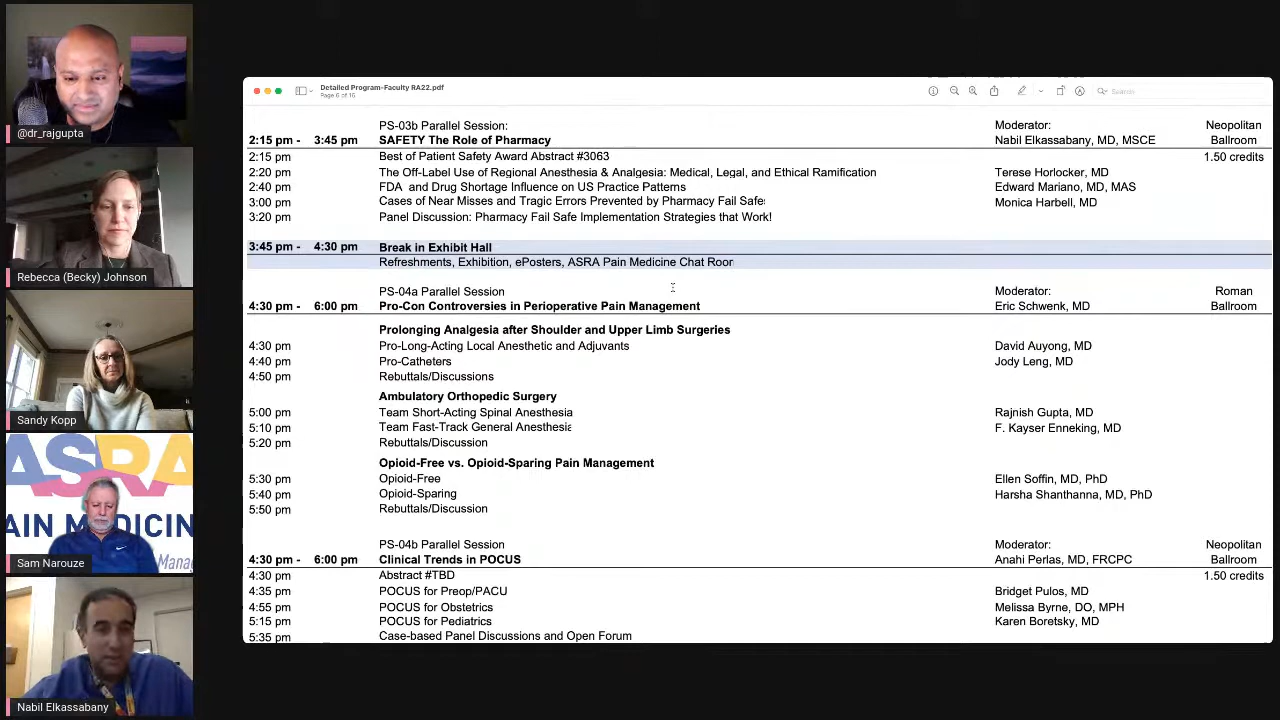 @dr_rajgupta
Rebecca (Becky) Johnson
Sandy Kopp
ASRA
AIN MEDICIN
Manag
Sam Narouze
Nabil Elkassabany
Detailed Program-Faculty RA22.pdf
Page 6 of 16
Search
PS-03b Parallel Session: Moderator: Neopolitan
2:15 pm - 3:45 pm SAFETY The Role of Pharmacy Nabil Elkassabany, MD, MSCE Ballroom
2:15 pm Best of Patient Safety Award Abstract #3063 1.50 credits
2:20 pm The Off-Label Use of Regional Anesthesia & Analgesia: Medical, Legal, and Ethical Ramification Terese Horlocker, MD
2:40 pm FDA and Drug Shortage Influence on US Practice Patterns Edward Mariano, MD, MAS
3:00 pm Cases of Near Misses and Tragic Errors Prevented by Pharmacy Fail Safe Monica Harbell, MD
3:20 pm Panel Discussion: Pharmacy Fail Safe Implementation Strategies that Work!
3:45 pm - 4:30 pm Break in Exhibit Hall
Refreshments, Exhibition, ePosters, ASRA Pain Medicine Chat Roor
PS-04a Parallel Session Moderator: Roman
4:30 pm - 6:00 pm Pro-Con Controversies in Perioperative Pain Management Eric Schwenk, MD Ballroom
Prolonging Analgesia after Shoulder and Upper Limb Surgeries
4:30 pm Pro-Long-Acting Local Anesthetic and Adjuvants David Auyong, MD
4:40 pm Pro-Catheters Jody Leng, MD
4:50 pm Rebuttals/Discussions
Ambulatory Orthopedic Surgery
5:00 pm Team Short-Acting Spinal Anesthesia Rajnish Gupta, MD
5:10 pm Team Fast-Track General Anesthesia F. Kayser Enneking, MD
5:20 pm Rebuttals/Discussion
Opioid-Free vs. Opioid-Sparing Pain Management
5:30 pm Opioid-Free Ellen Soffin, MD, PhD
5:40 pm Opioid-Sparing Harsha Shanthanna, MD, PhD
5:50 pm Rebuttals/Discussion
PS-04b Parallel Session Moderator: Neopolitan
4:30 pm - 6:00 pm Clinical Trends in POCUS Anahi Perlas, MD, FRCPC Ballroom
4:30 pm Abstract #TBD 1.50 credits
4:35 pm POCUS for Preop/PACU Bridget Pulos, MD
4:55 pm POCUS for Obstetrics Melissa Byrne, DO, MPH
5:15 pm POCUS for Pediatrics Karen Boretsky, MD
5:35 pm Case-based Panel Discussions and Open Forum